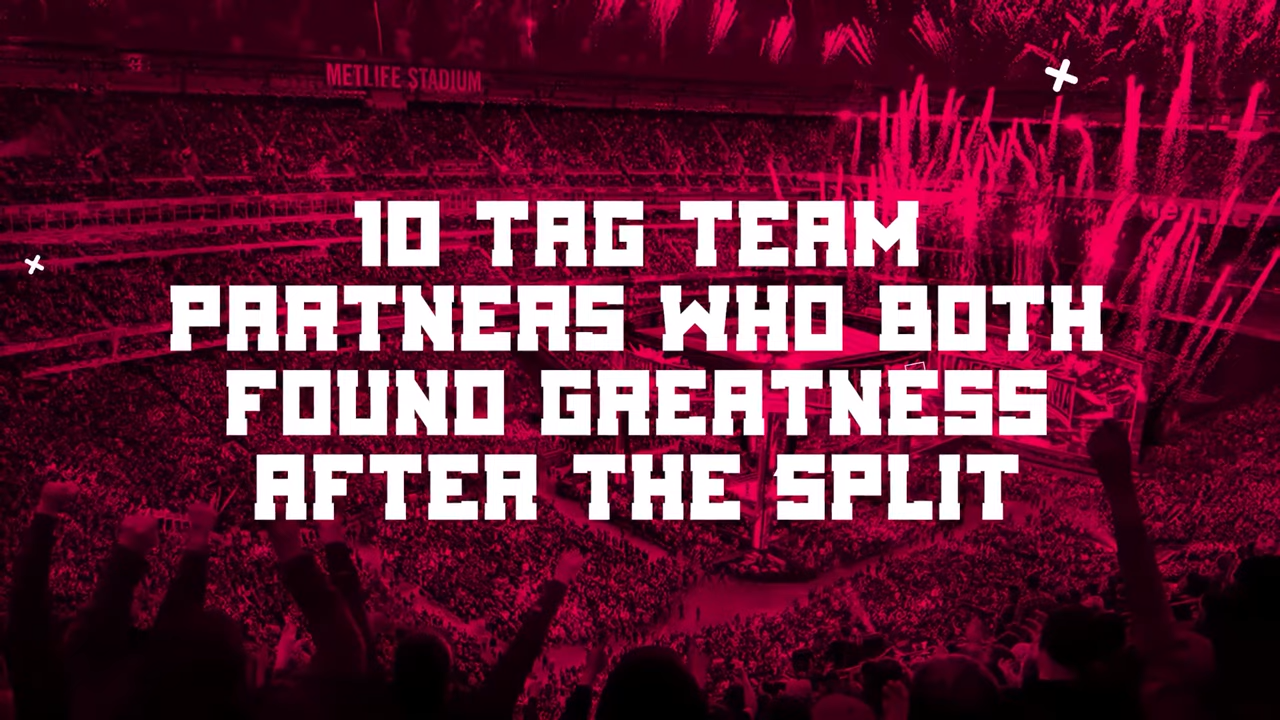 METLIFE STADIUM
10 TAG TEAM
PARTNERS WHO BOTH
FOUND GREATNESS
AFTER THE SPLIT